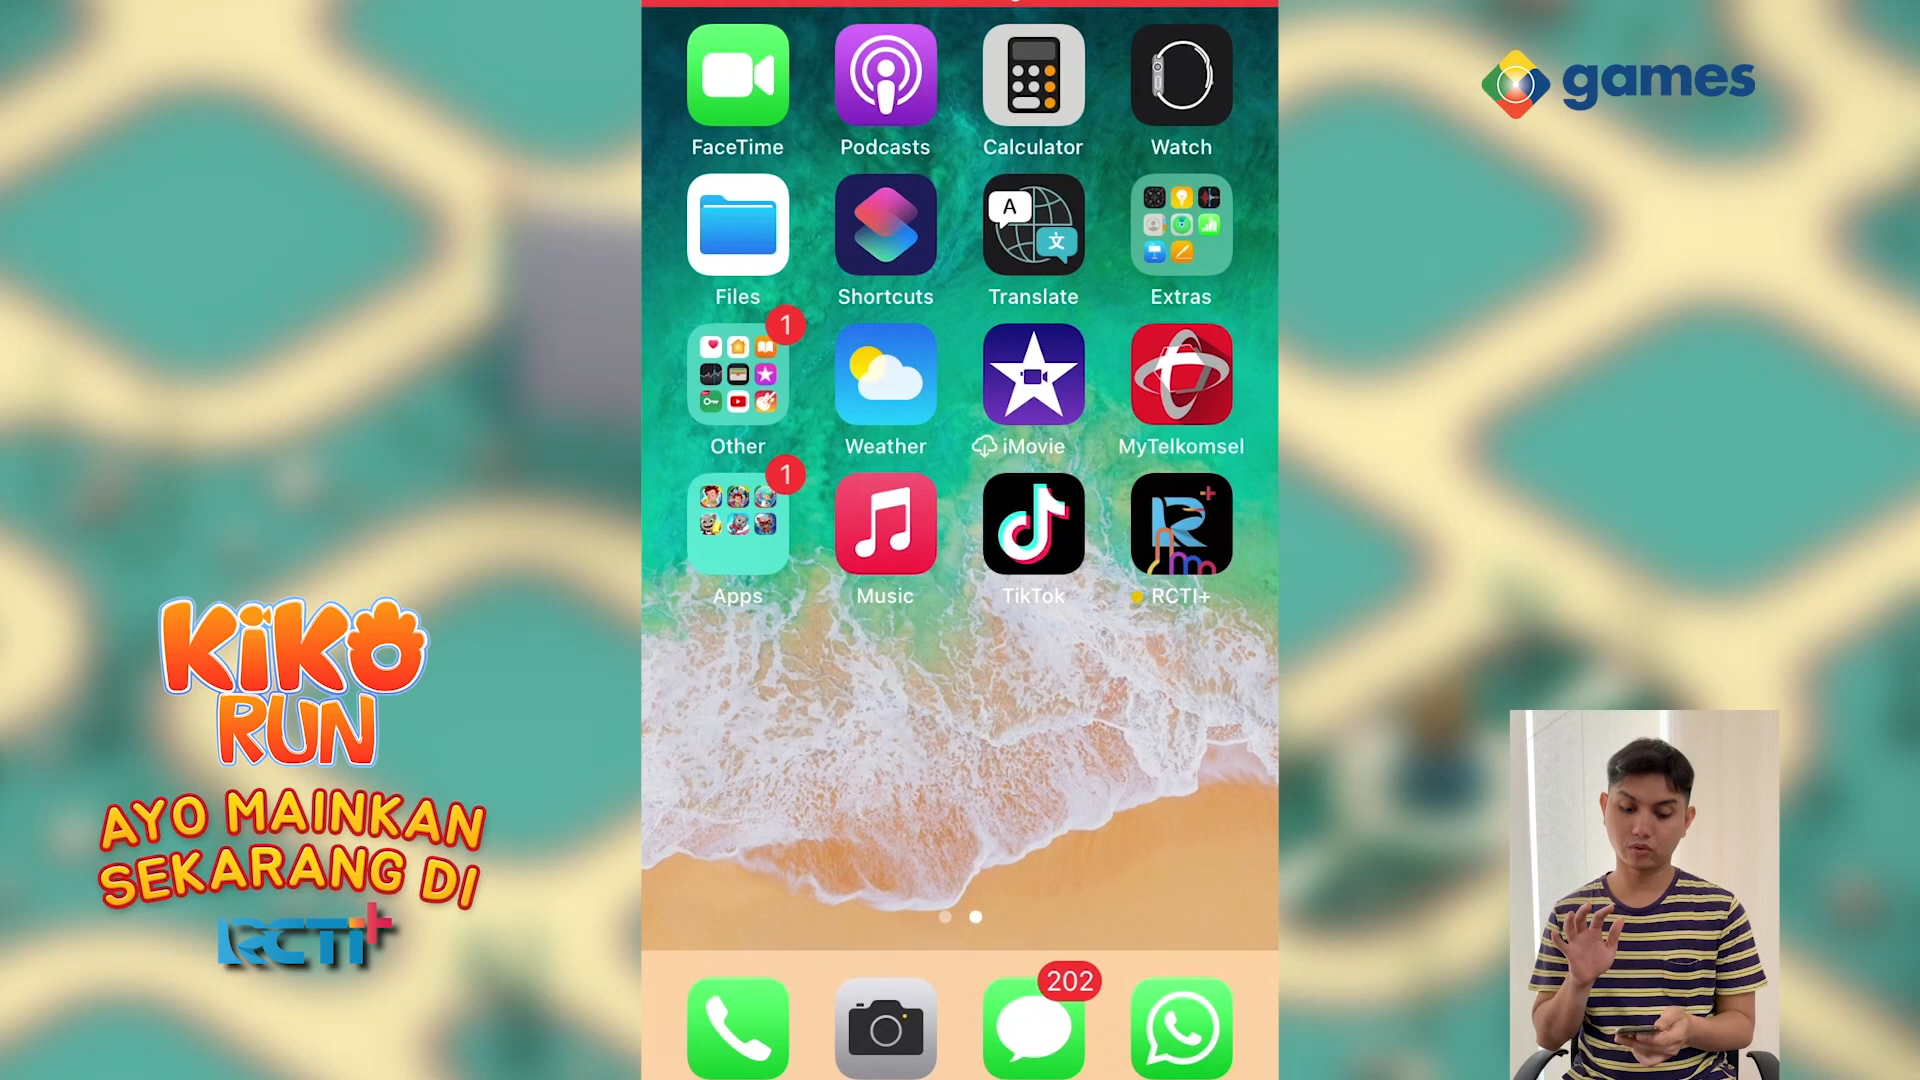 games
FaceTime
Podcasts
Calculator
Watch
A
文
Files
Shortcuts
Translate
Extras
1
Other
Weather
iMovie
MyTelkomsel
1
Apps
Music
TikTok
RCTI+
KiKO
RUN
AYO MAINKAN
SEKARANG DI
RCTI+
202